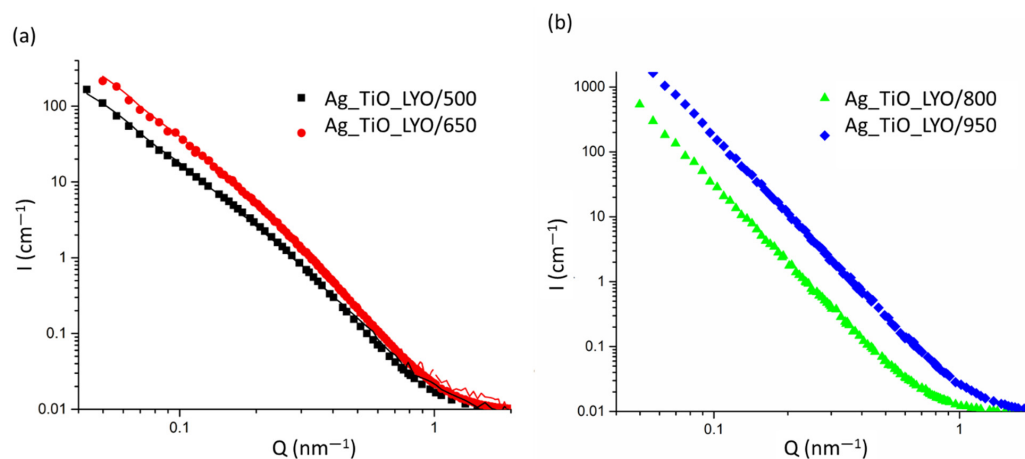 (a)
Ag_TiO_LYO/500
Ag_TiO_LYO/650
I (cm⁻¹)
100
10
1
0.1
0.01
0.1
1
Q (nm⁻¹)
(b)
Ag_TiO_LYO/800
Ag_TiO_LYO/950
I (cm⁻¹)
1000
100
10
1
0.1
0.01
0.1
1
Q (nm⁻¹)